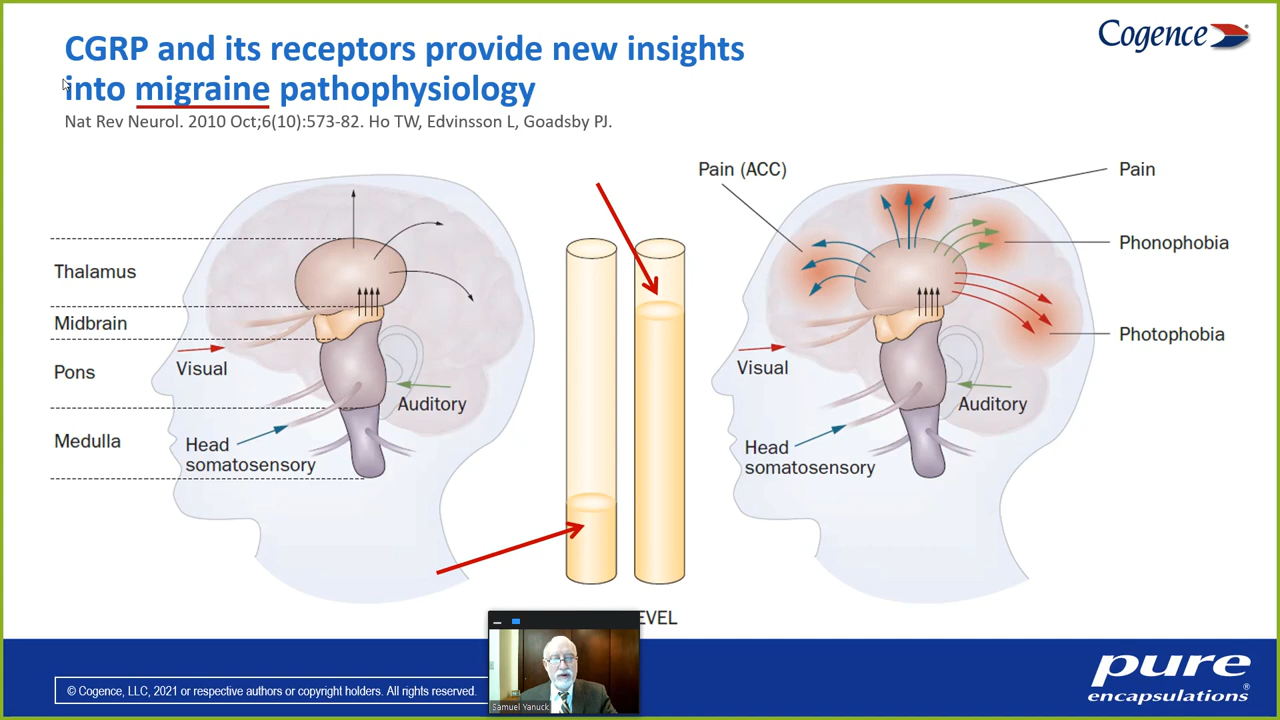 CGRP and its receptors provide new insights
into migraine pathophysiology
Nat Rev Neurol. 2010 Oct;6(10):573-82. Ho TW, Edvinsson L, Goadsby PJ.
Cogence
Thalamus
Midbrain
Pons
Medulla
Visual
Auditory
Head
somatosensory
Pain (ACC)
Pain
Phonophobia
Photophobia
Visual
Auditory
Head
somatosensory
EVEL
© Cogence, LLC, 2021 or respective authors or copyright holders. All rights reserved.
Samuel Yanuck
pure
encapsulations®